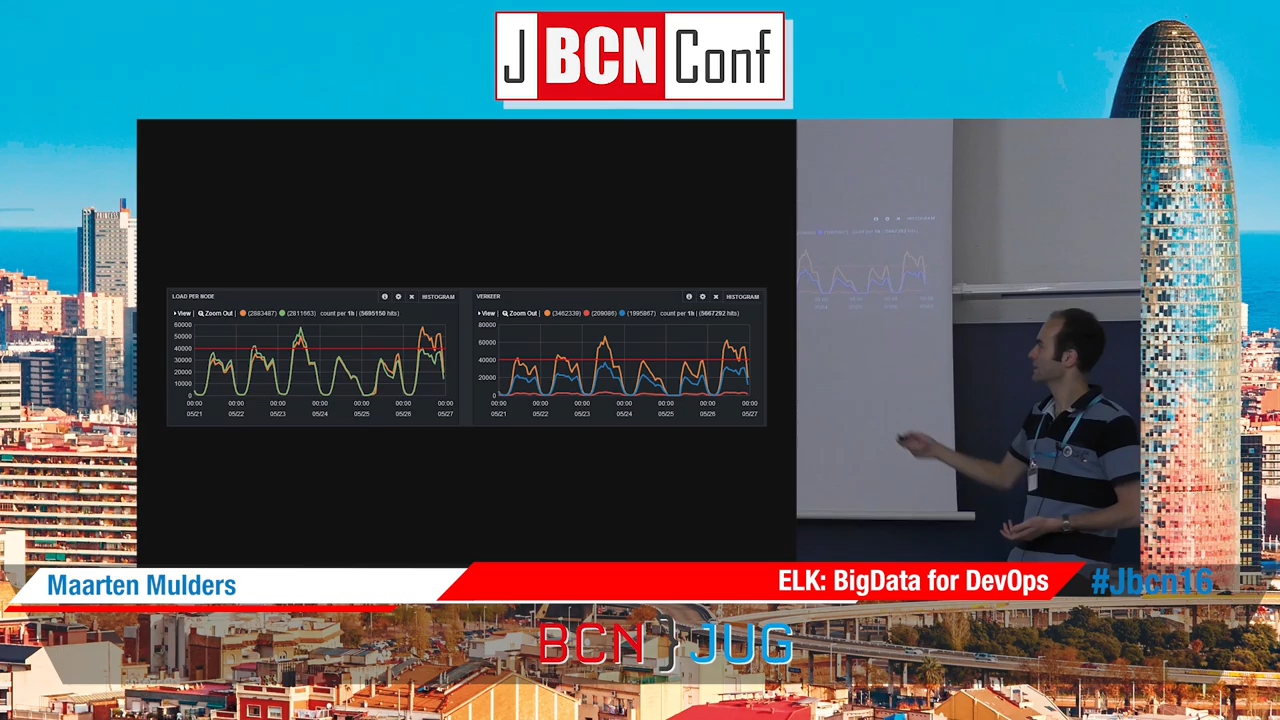 J BCN Conf
LOAD PER NODE
HISTOGRAM
View | Zoom Out | (2883487) (2811663) count per 1h | (5695150 hits)
60000
50000
40000
30000
20000
10000
0
00:00 00:00 00:00 00:00 00:00 00:00 00:00
05/21 05/22 05/23 05/24 05/25 05/26 05/27
VERKEER
HISTOGRAM
View | Zoom Out | (3462339) (209086) (1995867) count per 1h | (5667292 hits)
80000
60000
40000
20000
0
00:00 00:00 00:00 00:00 00:00 00:00 00:00
05/21 05/22 05/23 05/24 05/25 05/26 05/27
Maarten Mulders
ELK: BigData for DevOps
#Jbcn16
BCN JUG